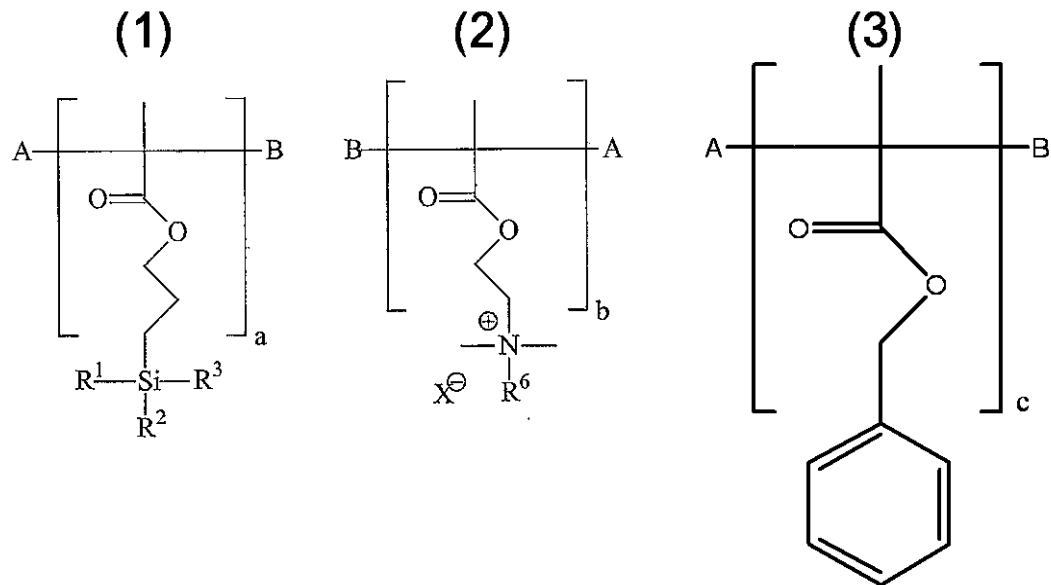 (1) (2) (3)
A B B A A B
O O O
O O O
a b c
⊕
N
R¹ Si R³
X⊖ R⁶
R²